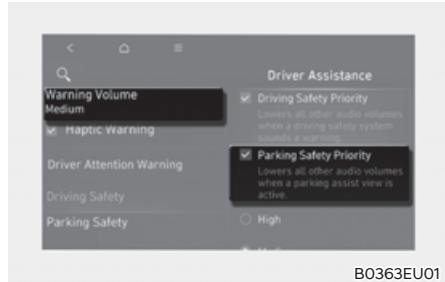 Driver Assistance
Warning Volume
Medium
Haptic Warning
Driver Attention Warning
Driving Safety
Parking Safety
Driving Safety Priority
Lowers all other audio volumes
when a driving safety system
sounds a warning.
Parking Safety Priority
Lowers all other audio volumes
when a parking assist view is
active.
High
B0363EU01